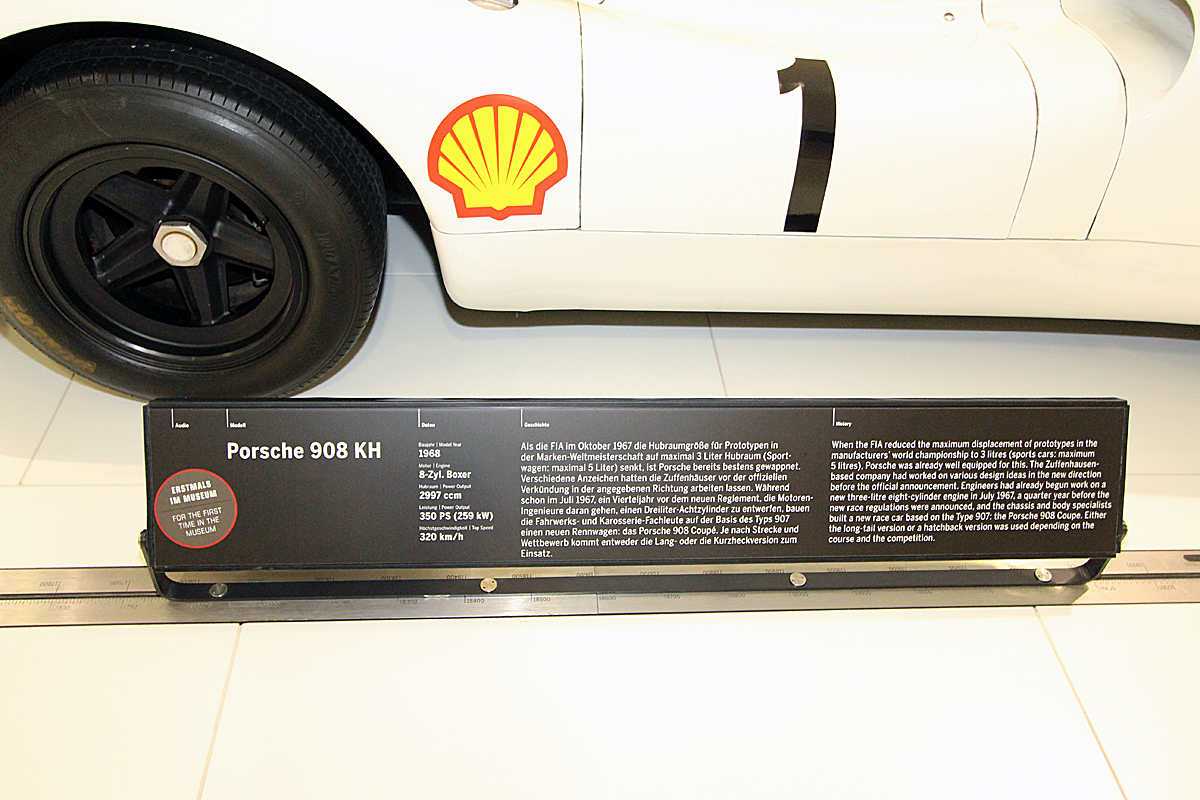 1
Audio
Modell
Daten
Geschichte
History
Porsche 908 KH
ERSTMALS
IM MUSEUM
FOR THE FIRST
TIME IN THE
MUSEUM
Baujahr | Model Year
1968
Motor | Engine
8-Zyl. Boxer
Hubraum | Power Output
2997 ccm
Leistung | Power Output
350 PS (259 kW)
Höchstgeschwindigkeit | Top Speed
320 km/h
Als die FIA im Oktober 1967 die Hubraumgröße für Prototypen in
der Marken-Weltmeisterschaft auf maximal 3 Liter Hubraum (Sport-
wagen: maximal 5 Liter) senkt, ist Porsche bereits bestens gewappnet.
Verschiedene Anzeichen hatten die Zuffenhäuser vor der offiziellen
Verkündung in der angegebenen Richtung arbeiten lassen. Während
schon im Juli 1967, ein Vierteljahr vor dem neuen Reglement, die Motoren-
Ingenieure daran gehen, einen Dreiliter-Achtzylinder zu entwerfen, bauen
die Fahrwerks- und Karosserie-Fachleute auf der Basis des Typs 907
einen neuen Rennwagen: das Porsche 908 Coupé. Je nach Strecke und
Wettbewerb kommt entweder die Lang- oder die Kurzheckversion zum
Einsatz.
When the FIA reduced the maximum displacement of prototypes in the
manufacturers' world championship to 3 litres (sports cars: maximum
5 litres), Porsche was already well equipped for this. The Zuffenhausen-
based company had worked on various design ideas in the new direction
before the official announcement. Engineers had already begun work on a
new three-litre eight-cylinder engine in July 1967, a quarter year before the
new race regulations were announced, and the chassis and body specialists
built a new race car based on the Type 907: the Porsche 908 Coupe. Either
the long-tail version or a hatchback version was used depending on the
course and the competition.
18400
18500